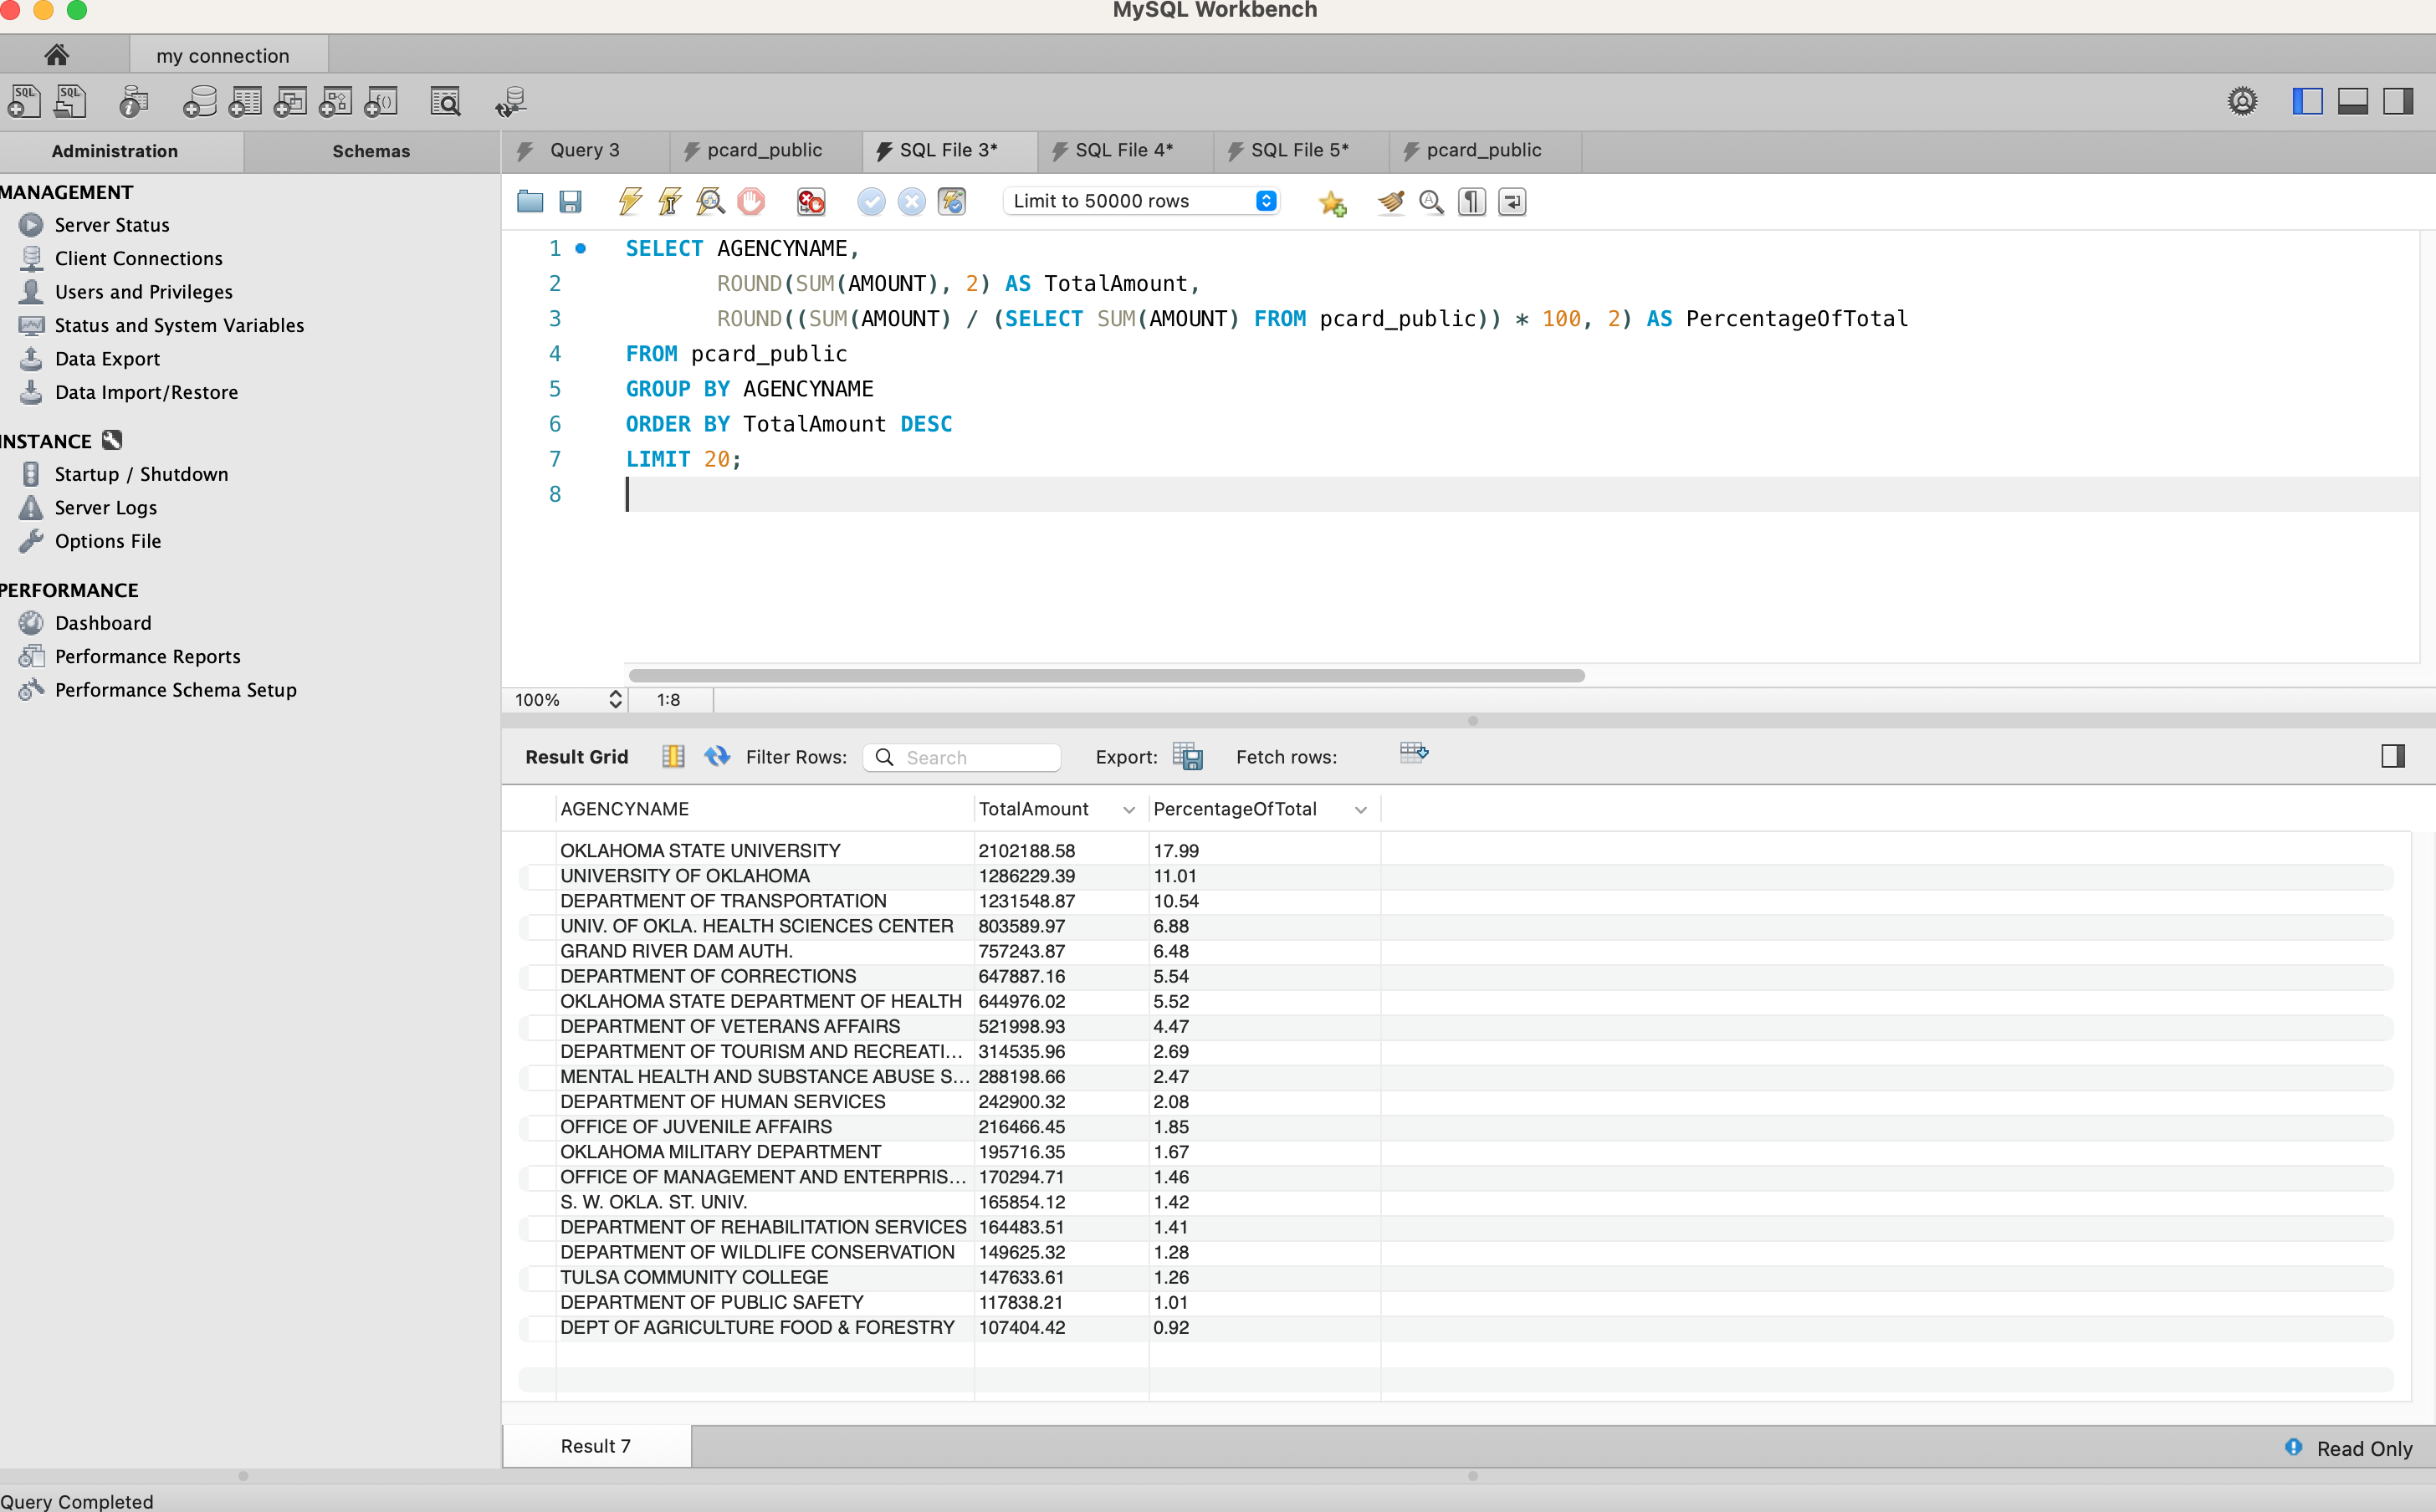 MySQL Workbench
my connection
Administration
Schemas
Query 3
pcard_public
SQL File 3*
SQL File 4*
SQL File 5*
pcard_public
MANAGEMENT
Server Status
Client Connections
Users and Privileges
Status and System Variables
Data Export
Data Import/Restore
INSTANCE
Startup / Shutdown
Server Logs
Options File
PERFORMANCE
Dashboard
Performance Reports
Performance Schema Setup
Limit to 50000 rows
1 SELECT AGENCYNAME,
2 ROUND(SUM(AMOUNT), 2) AS TotalAmount,
3 ROUND((SUM(AMOUNT) / (SELECT SUM(AMOUNT) FROM pcard_public)) * 100, 2) AS PercentageOfTotal
4 FROM pcard_public
5 GROUP BY AGENCYNAME
6 ORDER BY TotalAmount DESC
7 LIMIT 20;
8
100% 1:8
Result Grid Filter Rows: Search Export: Fetch rows:
AGENCYNAME TotalAmount PercentageOfTotal
OKLAHOMA STATE UNIVERSITY 2102188.58 17.99
UNIVERSITY OF OKLAHOMA 1286229.39 11.01
DEPARTMENT OF TRANSPORTATION 1231548.87 10.54
UNIV. OF OKLA. HEALTH SCIENCES CENTER 803589.97 6.88
GRAND RIVER DAM AUTH. 757243.87 6.48
DEPARTMENT OF CORRECTIONS 647887.16 5.54
OKLAHOMA STATE DEPARTMENT OF HEALTH 644976.02 5.52
DEPARTMENT OF VETERANS AFFAIRS 521998.93 4.47
DEPARTMENT OF TOURISM AND RECREATI... 314535.96 2.69
MENTAL HEALTH AND SUBSTANCE ABUSE S... 288198.66 2.47
DEPARTMENT OF HUMAN SERVICES 242900.32 2.08
OFFICE OF JUVENILE AFFAIRS 216466.45 1.85
OKLAHOMA MILITARY DEPARTMENT 195716.35 1.67
OFFICE OF MANAGEMENT AND ENTERPRIS... 170294.71 1.46
S. W. OKLA. ST. UNIV. 165854.12 1.42
DEPARTMENT OF REHABILITATION SERVICES 164483.51 1.41
DEPARTMENT OF WILDLIFE CONSERVATION 149625.32 1.28
TULSA COMMUNITY COLLEGE 147633.61 1.26
DEPARTMENT OF PUBLIC SAFETY 117838.21 1.01
DEPT OF AGRICULTURE FOOD & FORESTRY 107404.42 0.92
Result 7
Read Only
Query Completed